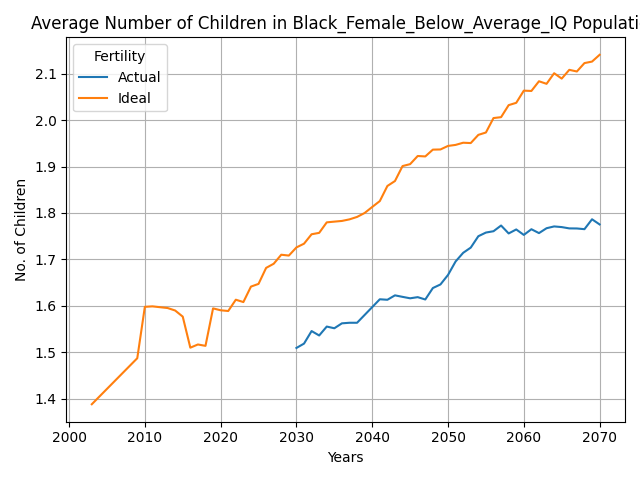 Average Number of Children in Black_Female_Below_Average_IQ Populati
Fertility
Actual
Ideal
No. of Children
2.1
2.0
1.9
1.8
1.7
1.6
1.5
1.4
2000 2010 2020 2030 2040 2050 2060 2070
Years